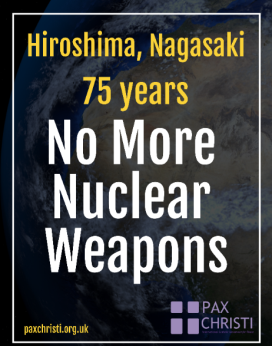 Hiroshima, Nagasaki
75 years
No More
Nuclear
Weapons
PAX
CHRISTI
paxchristi.org.uk